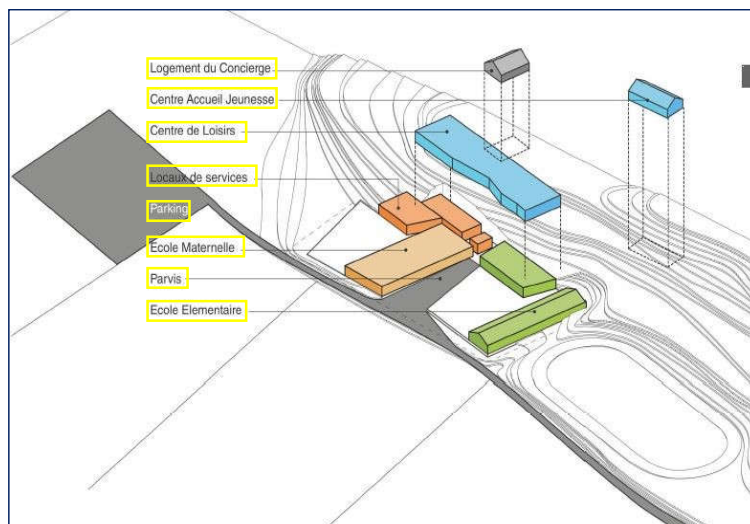 Logement du Concierge
Centre Accueil Jeunesse
Centre de Loisirs
Locaux de services
Parking
Ecole Maternelle
Parvis
Ecole Elementaire